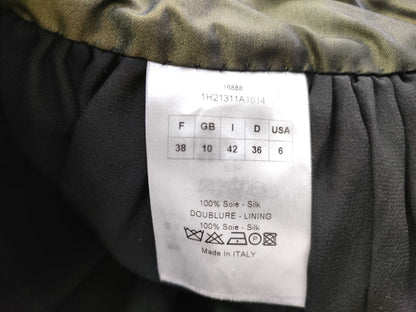 16888
1H21311A1614
F GB I D USA
38 10 42 36 6
100% Soie - Silk
DOUBLURE - LINING
100% Soie - Silk
Made in ITALY